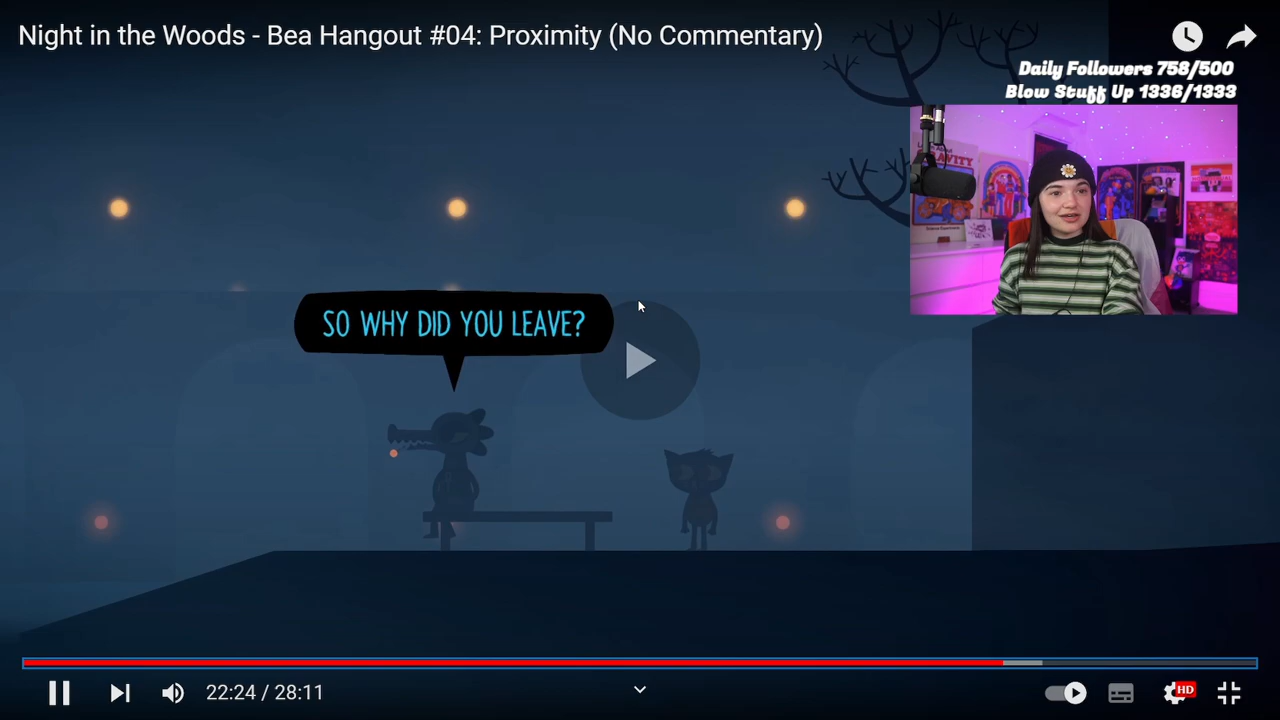 Night in the Woods - Bea Hangout #04: Proximity (No Commentary)
Daily Followers 758/500
Blow Stuff Up 1336/1333
SO WHY DID YOU LEAVE?
22:24 / 28:11
HD